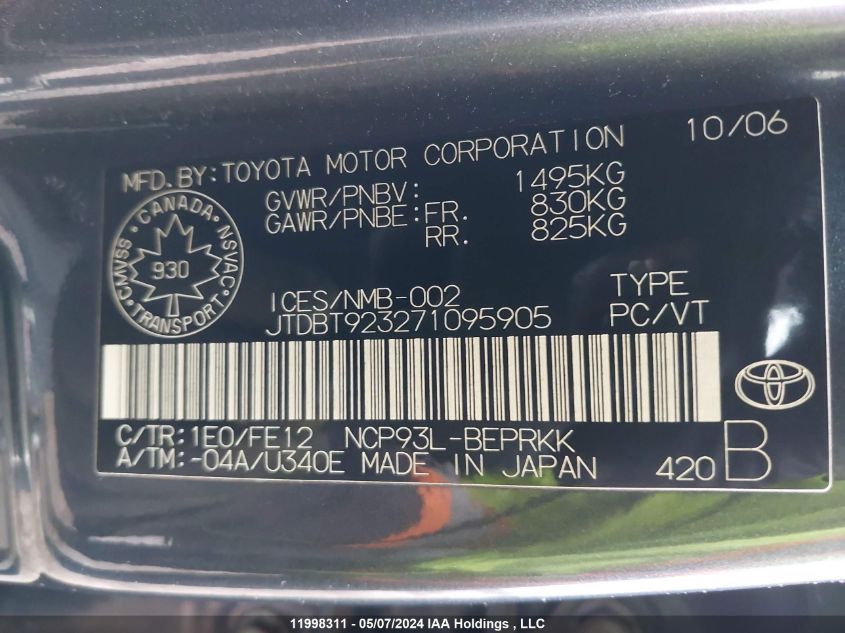 10/06
MFD.BY:TOYOTA MOTOR CORPORATION
GVWR/PNBV: 1495KG
GAWR/PNBE:FR. 830KG
RR. 825KG
CANADA
CMVSS
NSVAC
930
TRANSPORT
ICES/NMB-002
TYPE
JTDBT923271095905
PC/VT
C/TR:1E0/FE12 NCP93L-BEPRKK
A/TM:-04A/U340E MADE IN JAPAN
420 B
11998311 - 05/07/2024 IAA Holdings , LLC